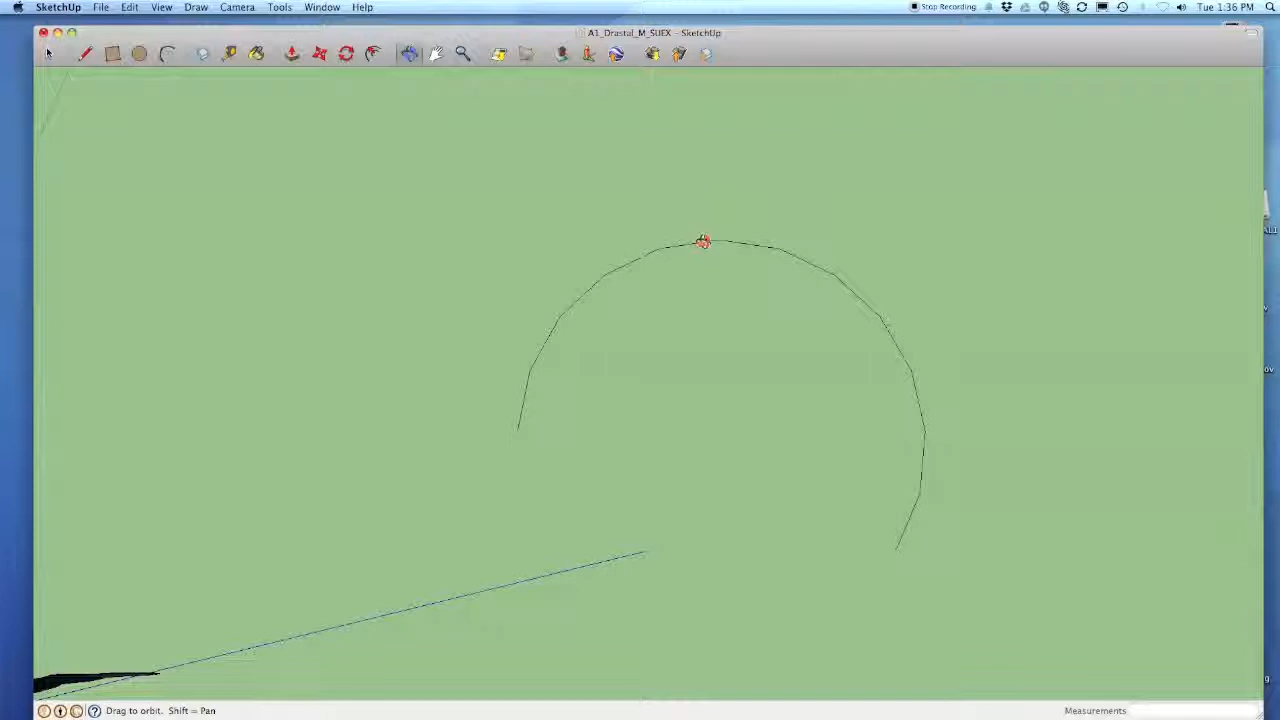 SketchUp File Edit View Draw Camera Tools Window Help Stop Recording Tue 1:36 PM
A1_Drastal_M_SUEX - SketchUp
Drag to orbit. Shift = Pan Measurements